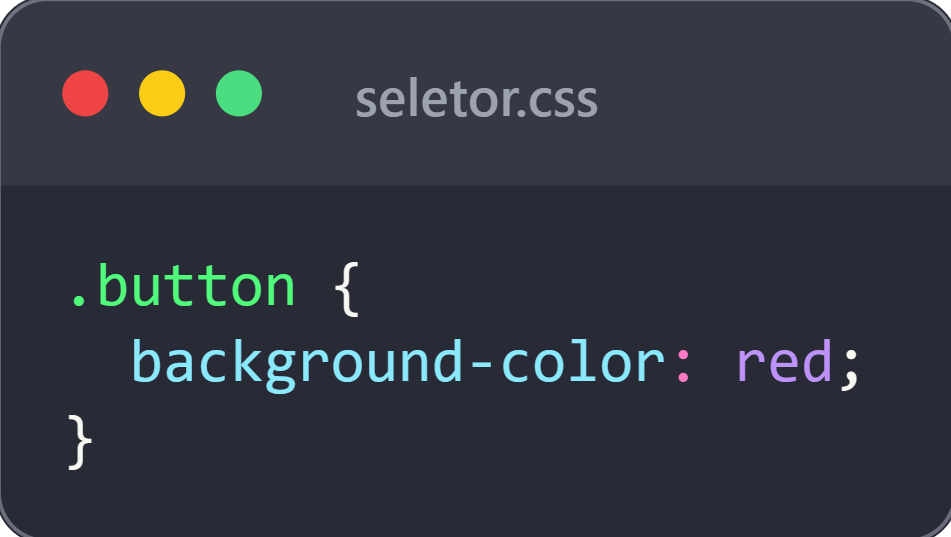 seletor.css
.button {
  background-color: red;
}